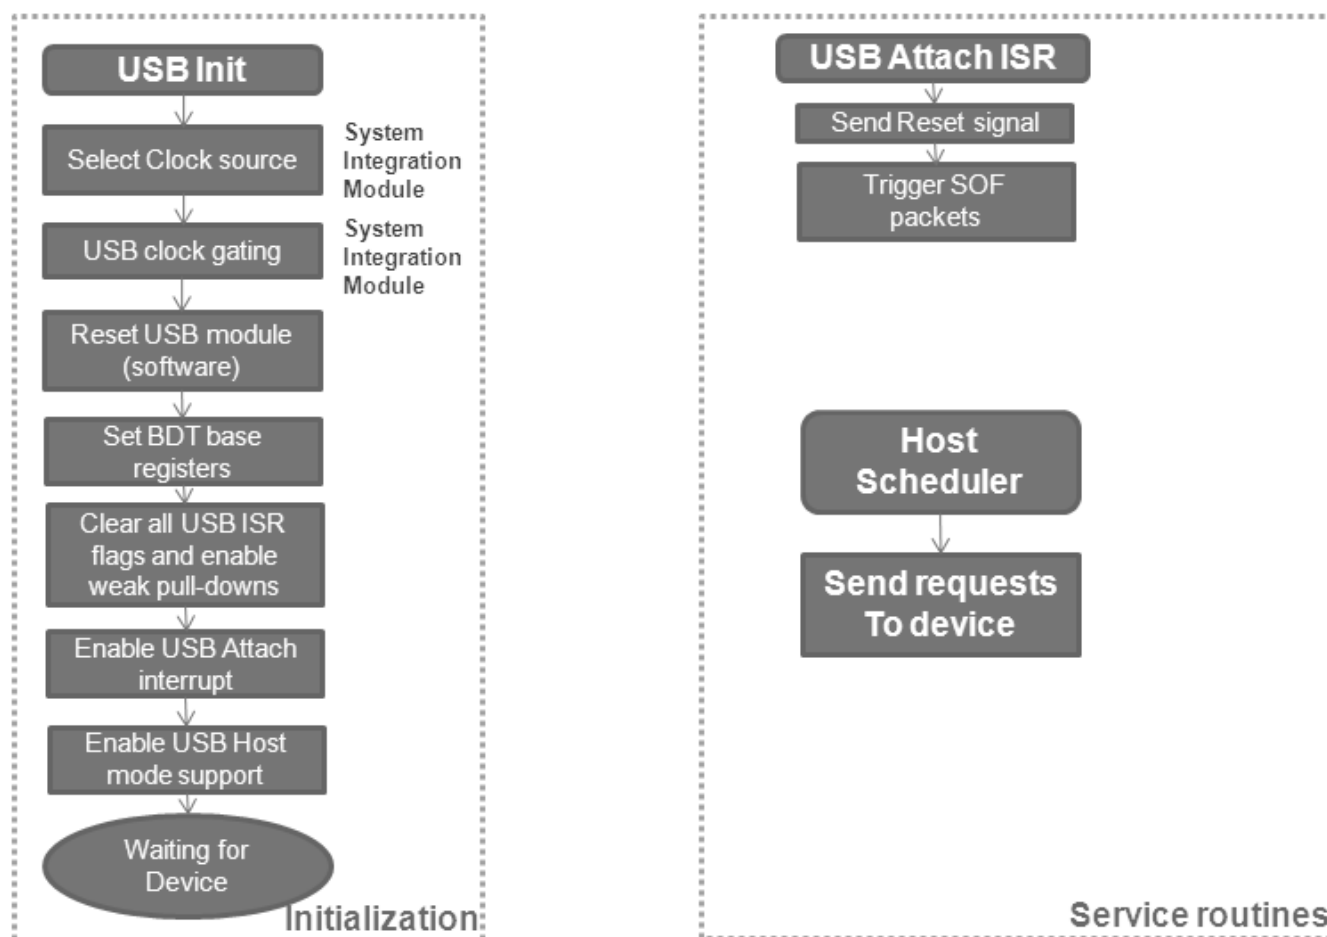 USB Init
Select Clock source
System
Integration
Module
USB clock gating
System
Integration
Module
Reset USB module
(software)
Set BDT base
registers
Clear all USB ISR
flags and enable
weak pull-downs
Enable USB Attach
interrupt
Enable USB Host
mode support
Waiting for
Device
Initialization
USB Attach ISR
Send Reset signal
Trigger SOF
packets
Host
Scheduler
Send requests
To device
Service routines